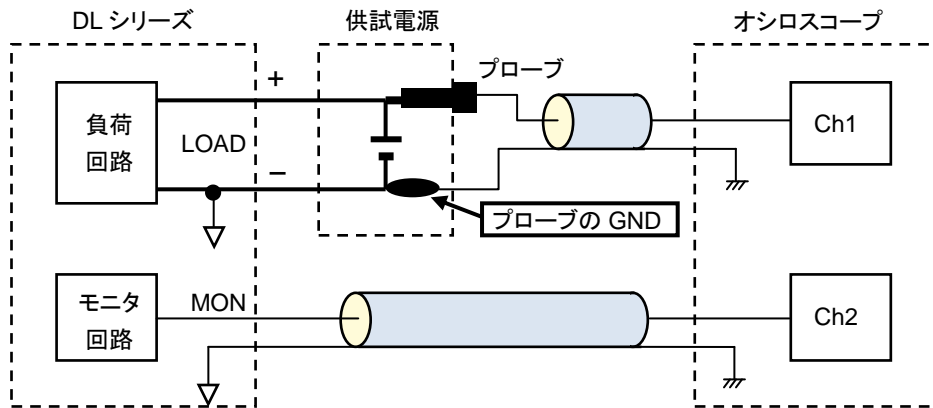 DL シリーズ
供試電源
オシロスコープ
+
プローブ
負荷
回路
LOAD
Ch1
−
プローブの GND
モニタ
回路
MON
Ch2